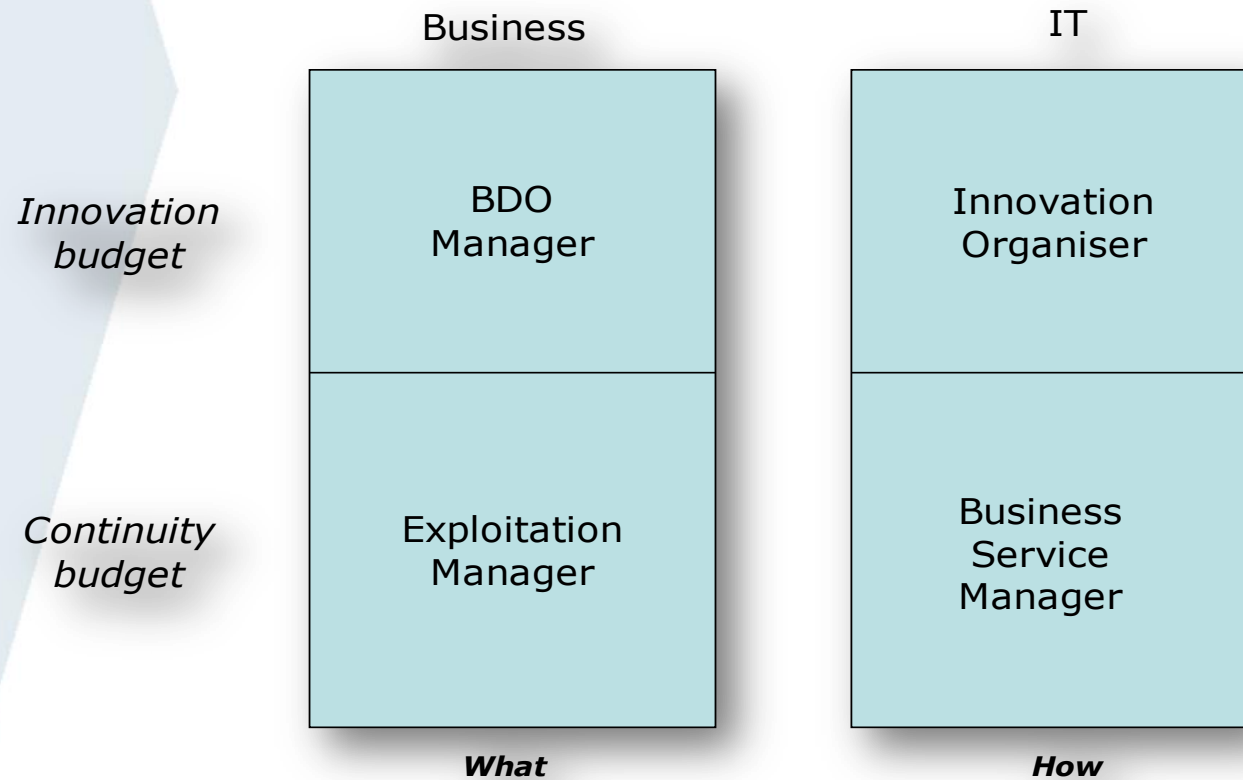 Business
IT
Innovation
budget
BDO
Manager
Innovation
Organiser
Continuity
budget
Exploitation
Manager
Business
Service
Manager
What
How